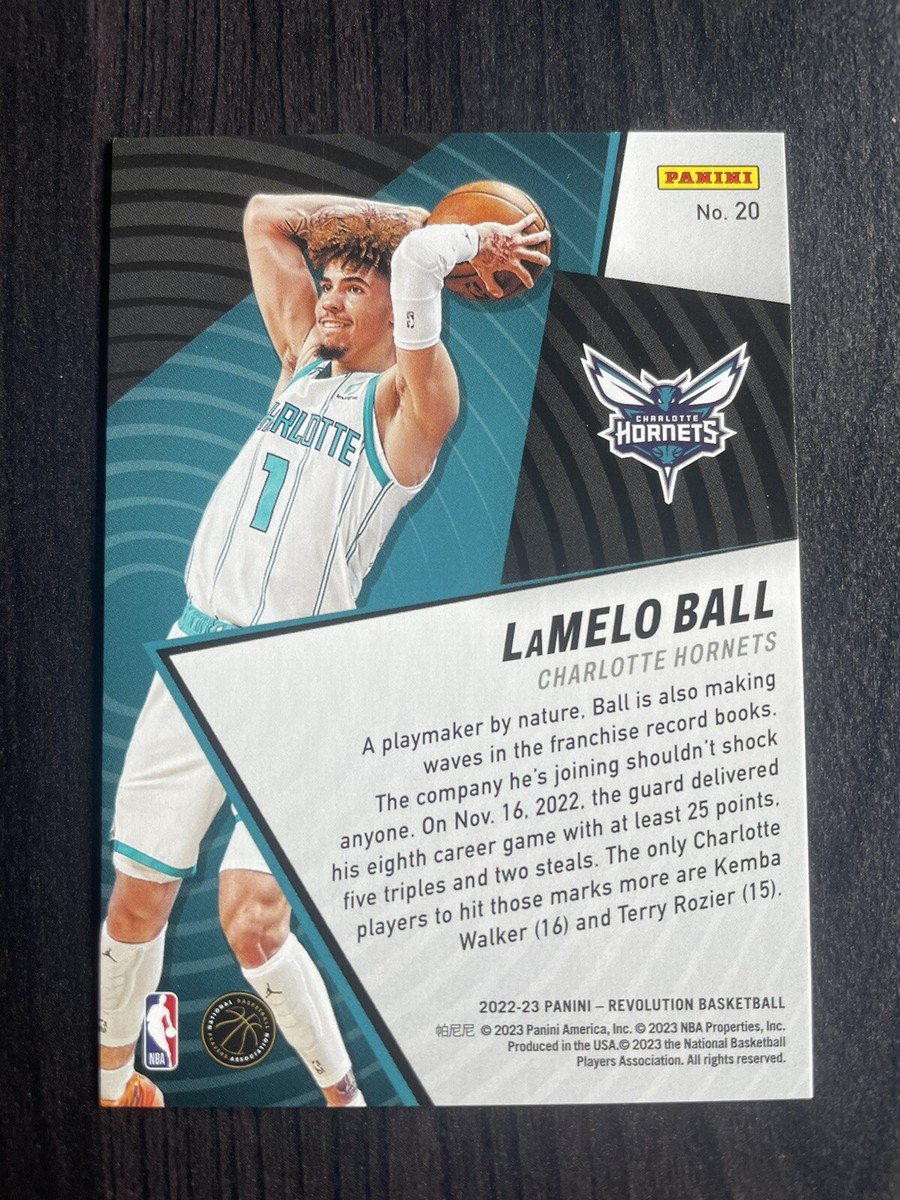 PANINI
No. 20
CHARLOTTE
HORNETS
CHARLOTTE
1
LaMELO BALL
CHARLOTTE HORNETS
A playmaker by nature, Ball is also making
waves in the franchise record books.
The company he's joining shouldn't shock
anyone. On Nov. 16, 2022, the guard delivered
his eighth career game with at least 25 points,
five triples and two steals. The only Charlotte
players to hit those marks more are Kemba
Walker (16) and Terry Rozier (15).
2022-23 PANINI – REVOLUTION BASKETBALL
帕尼尼 © 2023 Panini America, Inc. © 2023 NBA Properties, Inc.
Produced in the USA.© 2023 the National Basketball
Players Association. All rights reserved.
NBA
NATIONAL BASKETBALL PLAYERS ASSOCIATION